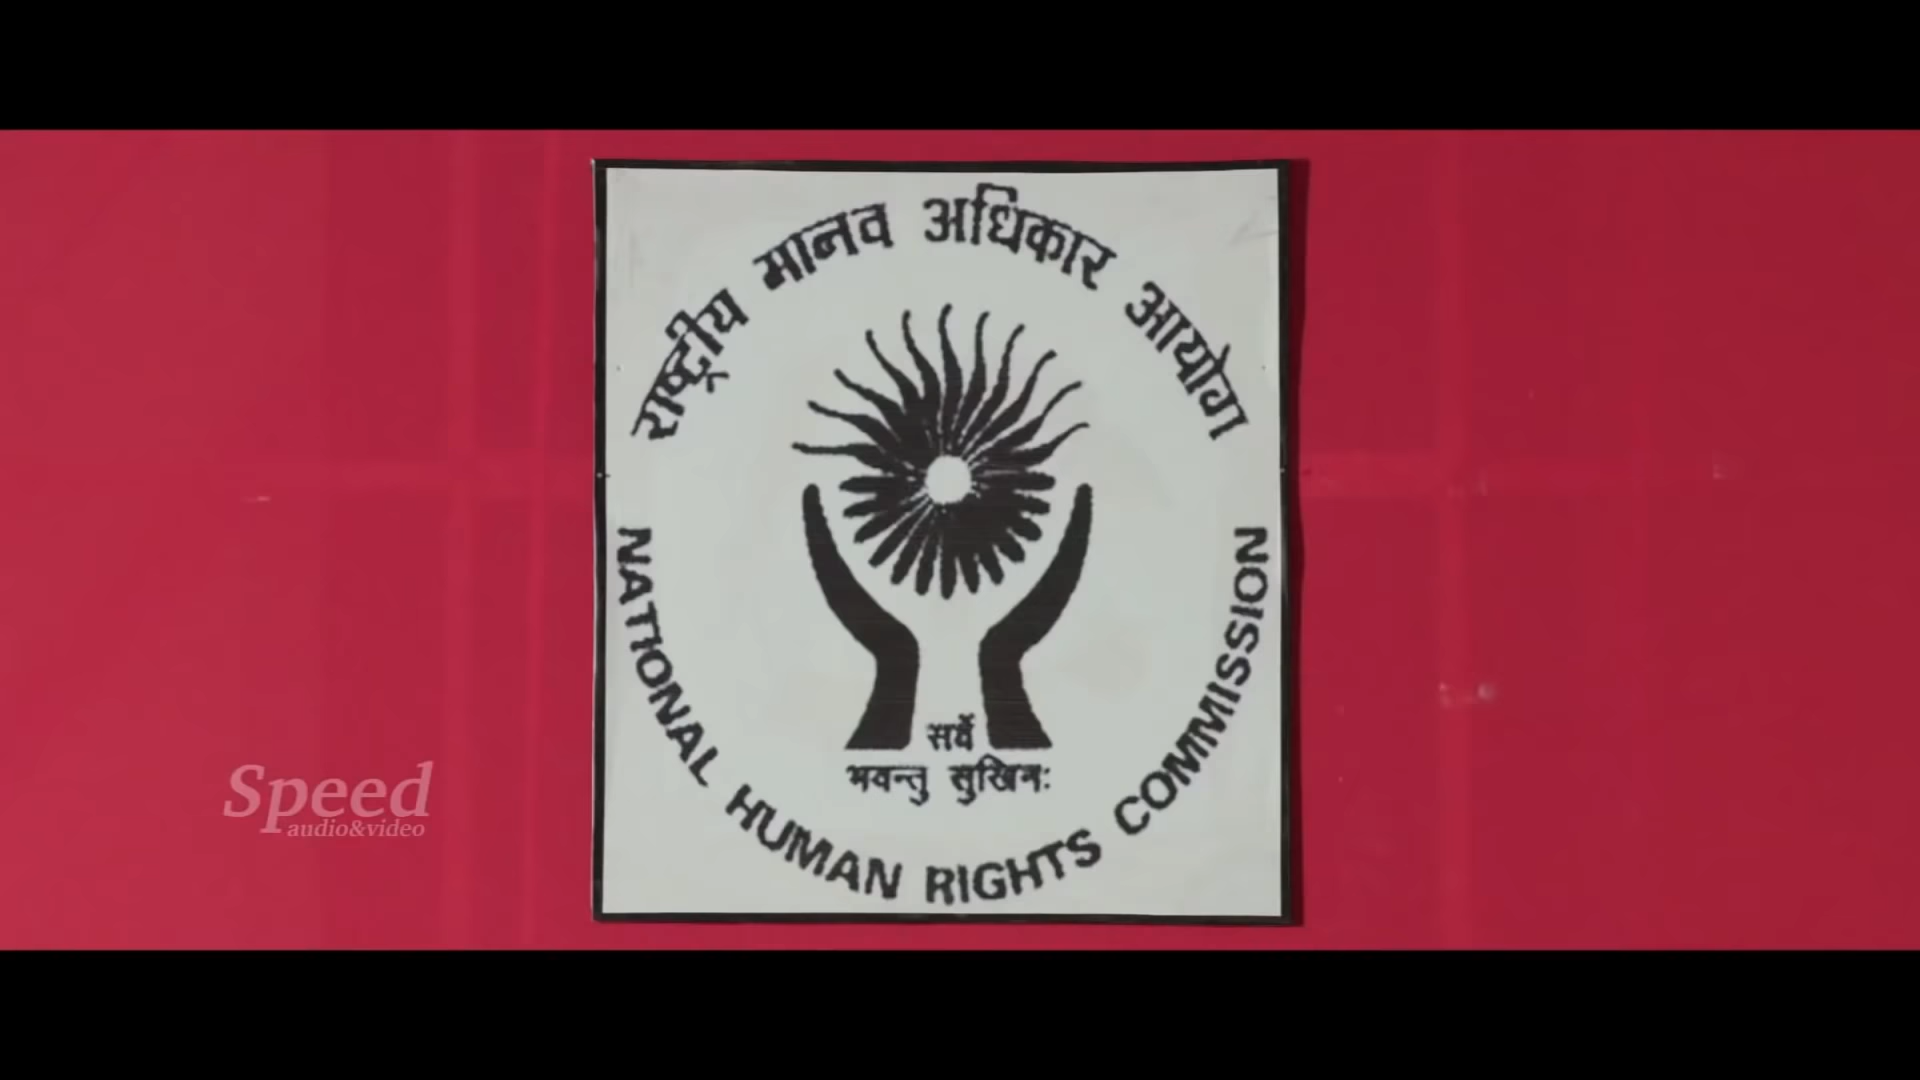 राष्ट्रीय मानव अधिकार आयोग
सर्वे
भवन्तु सुखिनः
NATIONAL HUMAN RIGHTS COMMISSION
Speed
audio&video